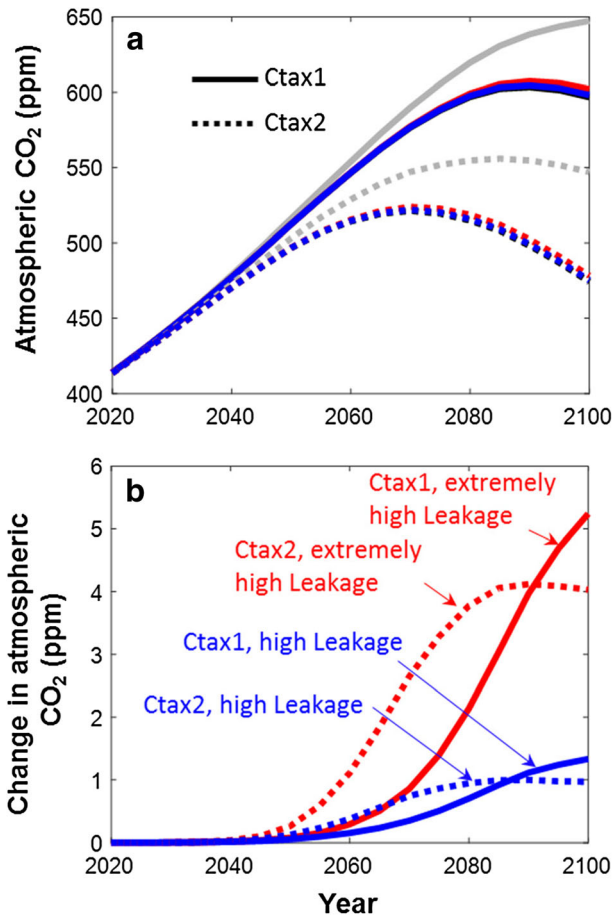 a
Ctax1
Ctax2
Atmospheric CO2 (ppm)
650
600
550
500
450
400
2020 2040 2060 2080 2100
b
Ctax1, extremely
high Leakage
Ctax2, extremely
high Leakage
Ctax1, high Leakage
Ctax2, high Leakage
Change in atmospheric
CO2 (ppm)
6
5
4
3
2
1
0
2020 2040 2060 2080 2100
Year